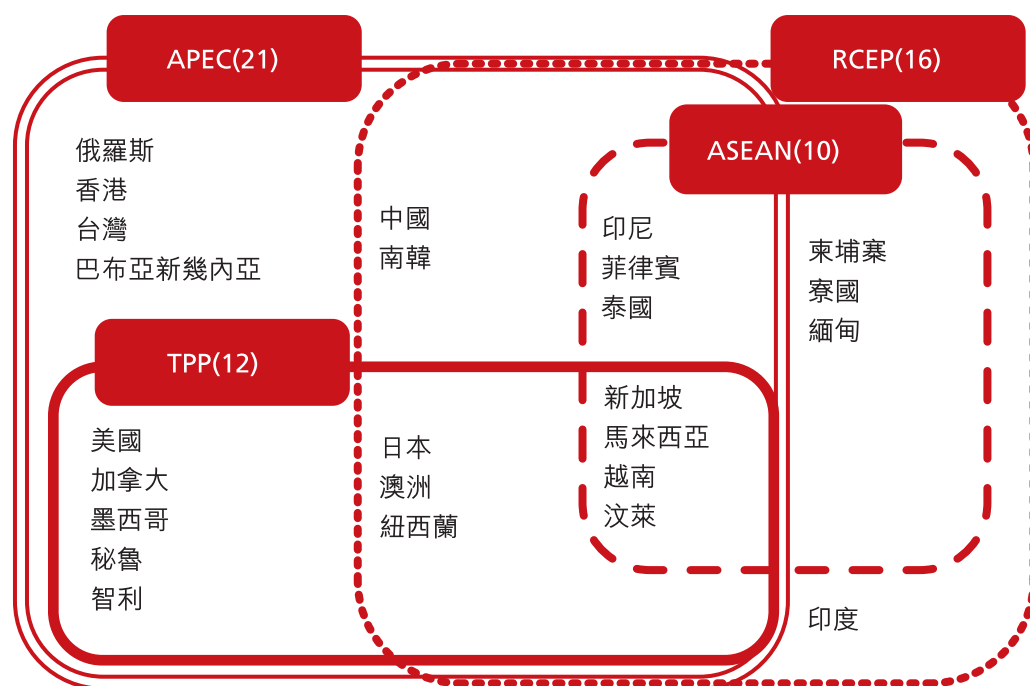 APEC(21)
RCEP(16)
ASEAN(10)
俄羅斯
香港
台灣
巴布亞新幾內亞
中國
南韓
印尼
菲律賓
泰國
柬埔寨
寮國
緬甸
TPP(12)
美國
加拿大
墨西哥
秘魯
智利
日本
澳洲
紐西蘭
新加坡
馬來西亞
越南
汶萊
印度